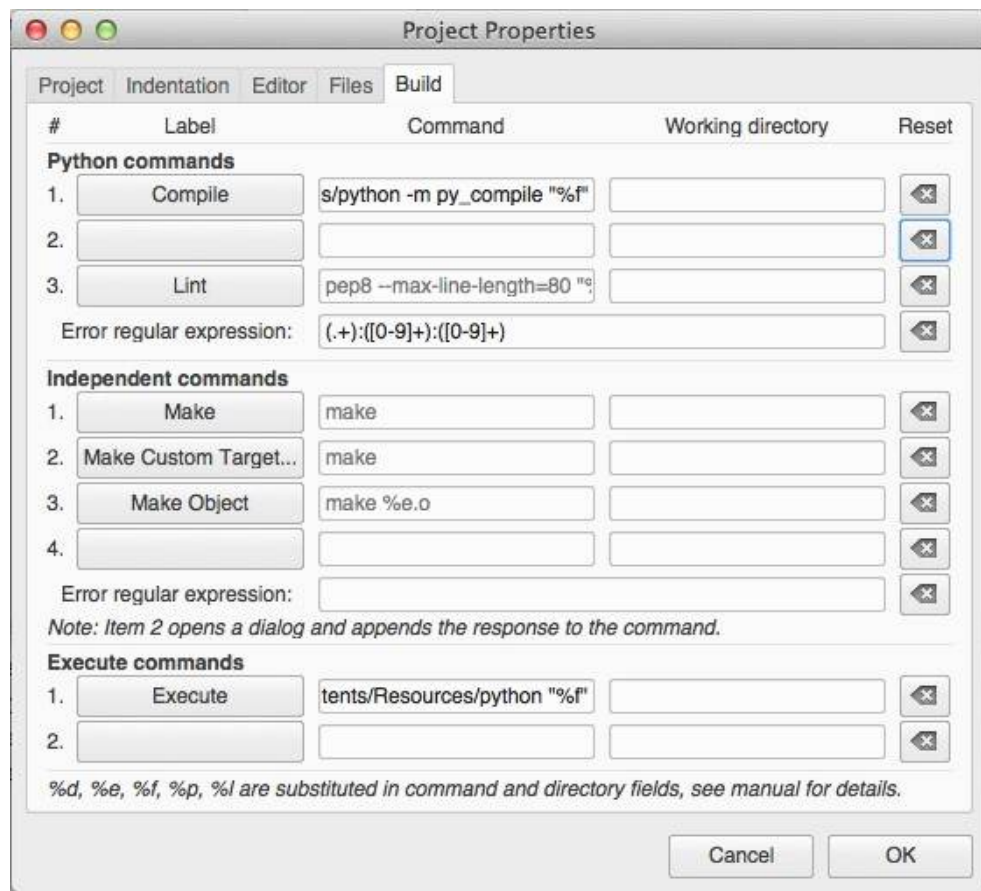 Project Properties
Project Indentation Editor Files Build
# Label Command Working directory Reset
Python commands
1. Compile s/python -m py_compile "%f"
2.
3. Lint pep8 --max-line-length=80 "%
Error regular expression: (.+):([0-9]+):([0-9]+)
Independent commands
1. Make make
2. Make Custom Target... make
3. Make Object make %e.o
4.
Error regular expression:
Note: Item 2 opens a dialog and appends the response to the command.
Execute commands
1. Execute tents/Resources/python "%f"
2.
%d, %e, %f, %p, %l are substituted in command and directory fields, see manual for details.
Cancel OK